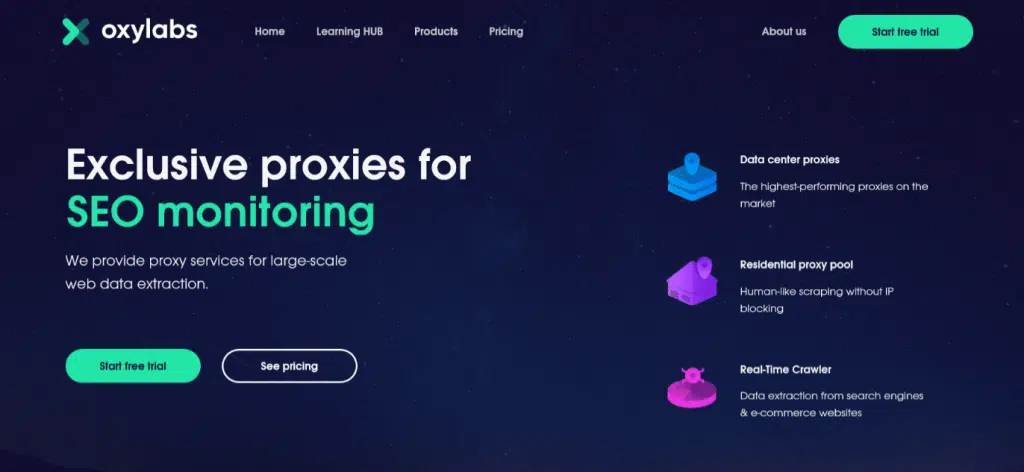 oxylabs
Home
Learning HUB
Products
Pricing
About us
Start free trial
Exclusive proxies for
SEO monitoring
We provide proxy services for large-scale
web data extraction.
Start free trial
See pricing
Data center proxies
The highest-performing proxies on the
market
Residential proxy pool
Human-like scraping without IP
blocking
Real-Time Crawler
Data extraction from search engines
& e-commerce websites